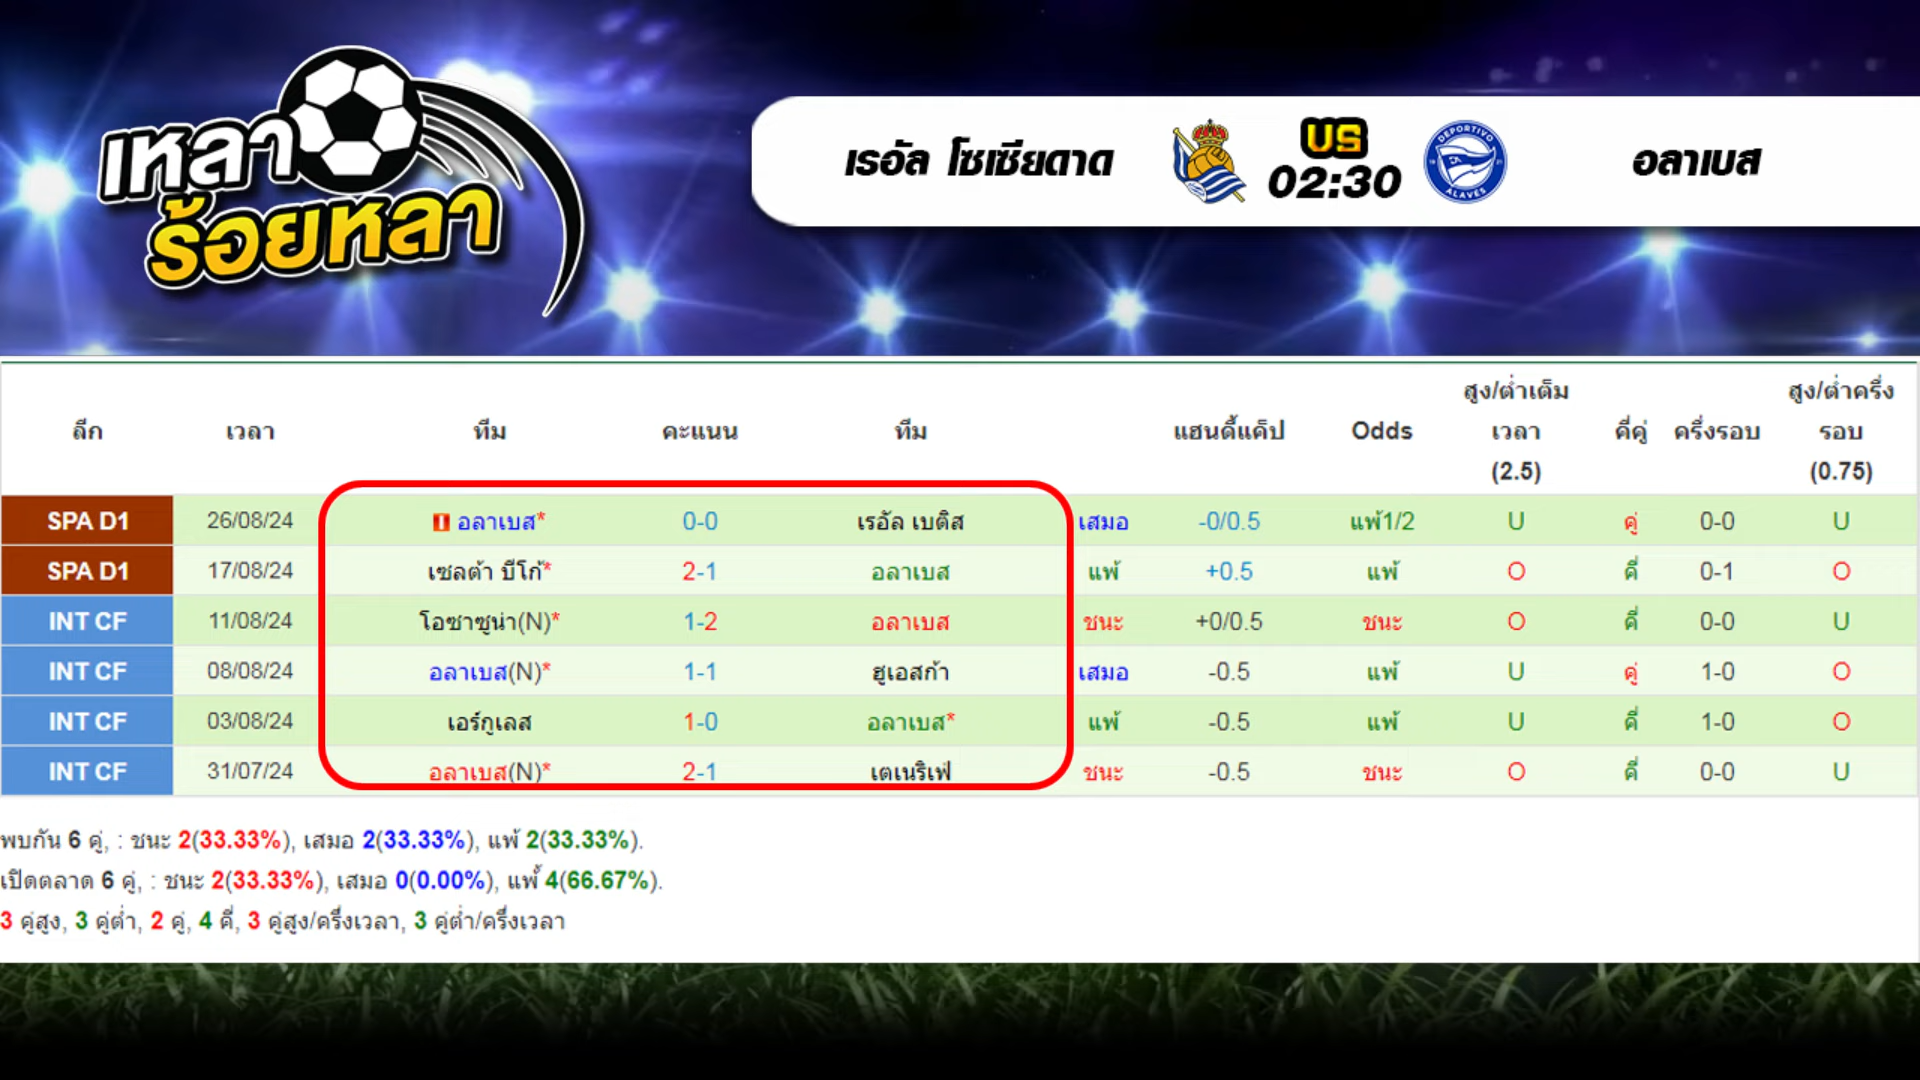 เหลา
ร้อยหลา
เรอัล โซเซียดาด VS อลาเบส
02:30
DEPORTIVO
ALAVÉS
ลีก เวลา ทีม คะแนน ทีม แฮนดี้แค็ป Odds สูง/ต่ำเต็มเวลา (2.5) คี่คู่ ครึ่งรอบ สูง/ต่ำครึ่งรอบ (0.75)
SPA D1 26/08/24 อลาเบส* 0-0 เรอัล เบติส เสมอ -0/0.5 แพ้1/2 U คู่ 0-0 U
SPA D1 17/08/24 เซลต้า บีโก้* 2-1 อลาเบส แพ้ +0.5 แพ้ O คี่ 0-1 O
INT CF 11/08/24 โอซาซูน่า(N)* 1-2 อลาเบส ชนะ +0/0.5 ชนะ O คี่ 0-0 U
INT CF 08/08/24 อลาเบส(N)* 1-1 ฮูเอสก้า เสมอ -0.5 แพ้ U คู่ 1-0 O
INT CF 03/08/24 เอร์กูเลส 1-0 อลาเบส* แพ้ -0.5 แพ้ U คี่ 1-0 O
INT CF 31/07/24 อลาเบส(N)* 2-1 เตเนริเฟ่ ชนะ -0.5 ชนะ O คี่ 0-0 U
พบกัน 6 คู่, : ชนะ 2(33.33%), เสมอ 2(33.33%), แพ้ 2(33.33%).
เปิดตลาด 6 คู่, : ชนะ 2(33.33%), เสมอ 0(0.00%), แพ้ 4(66.67%).
3 คู่สูง, 3 คู่ต่ำ, 2 คู่, 4 คี่, 3 คู่สูง/ครึ่งเวลา, 3 คู่ต่ำ/ครึ่งเวลา